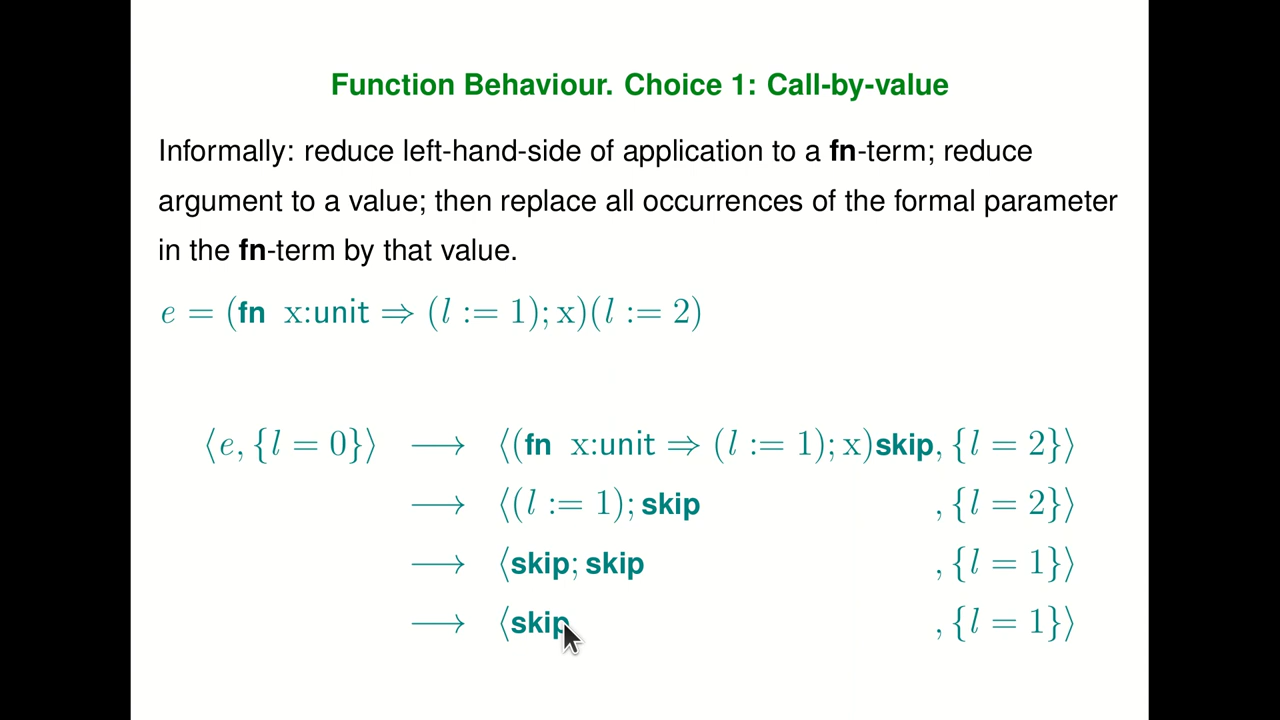 Function Behaviour. Choice 1: Call-by-value
Informally: reduce left-hand-side of application to a fn-term; reduce
argument to a value; then replace all occurrences of the formal parameter
in the fn-term by that value.
e = (fn x:unit ⇒ (l := 1); x)(l := 2)
⟨e, {l = 0}⟩ ⟶ ⟨(fn x:unit ⇒ (l := 1); x)skip, {l = 2}⟩
⟶ ⟨(l := 1); skip , {l = 2}⟩
⟶ ⟨skip; skip , {l = 1}⟩
⟶ ⟨skip , {l = 1}⟩